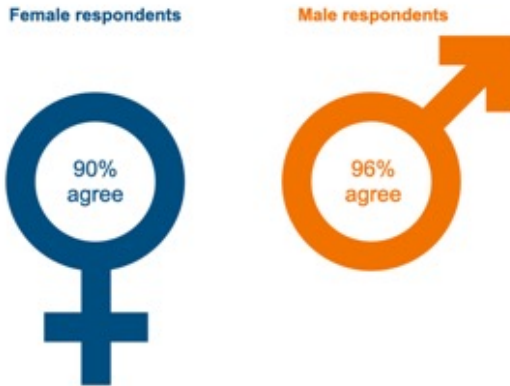 Female respondents
Male respondents
90%
agree
96%
agree